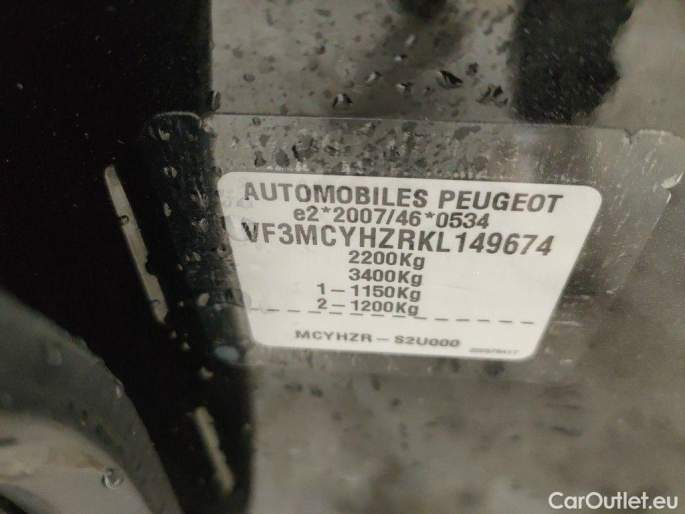 AUTOMOBILES PEUGEOT
e2*2007/46*0534
VF3MCYHZRKL149674
2200Kg
3400Kg
1-1150Kg
2-1200Kg
MCYHZR-S2U000
CarOutlet.eu